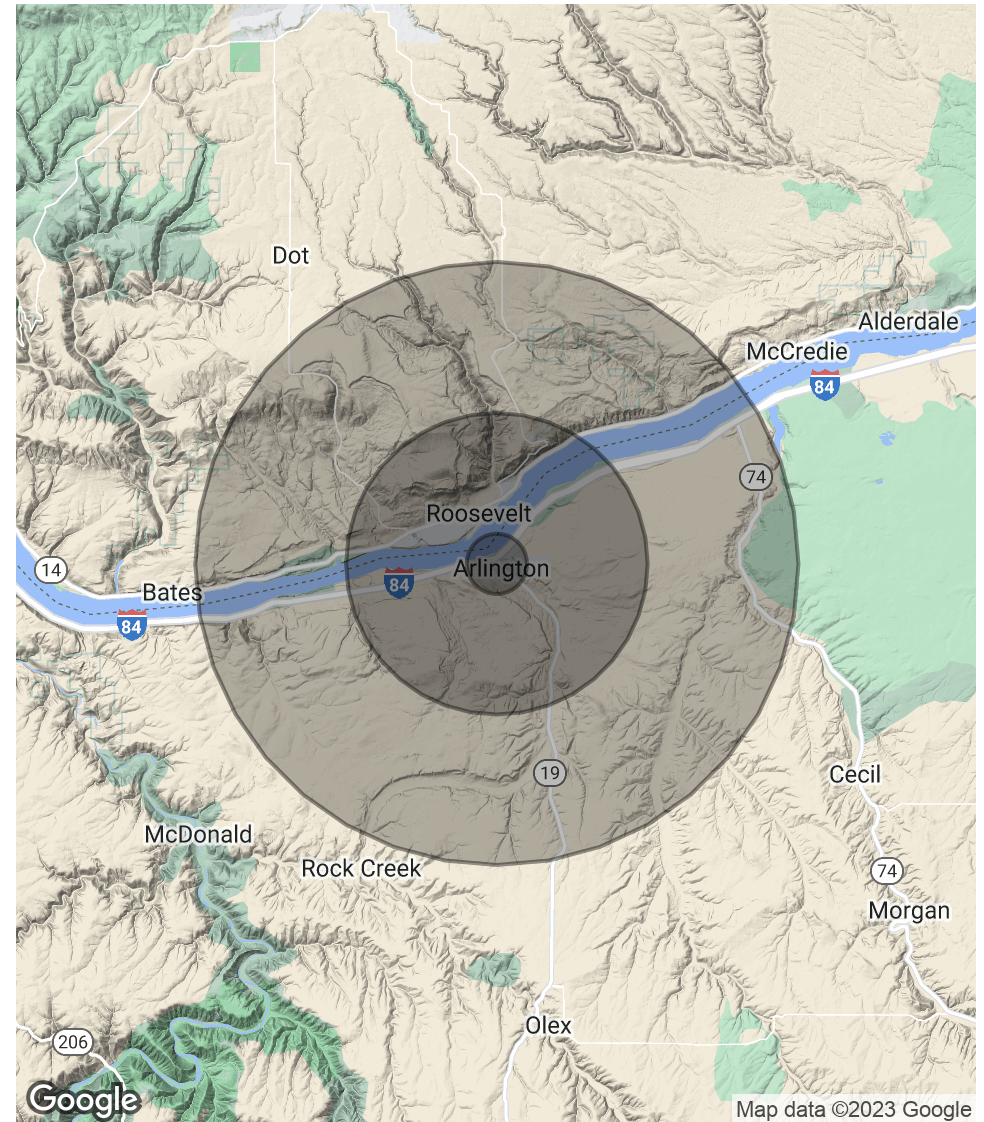 Dot
Alderdale
McCredie
84
74
Roosevelt
Arlington
14
84
Bates
84
19
Cecil
McDonald
Rock Creek
74
Morgan
Olex
206
Google
Map data ©2023 Google